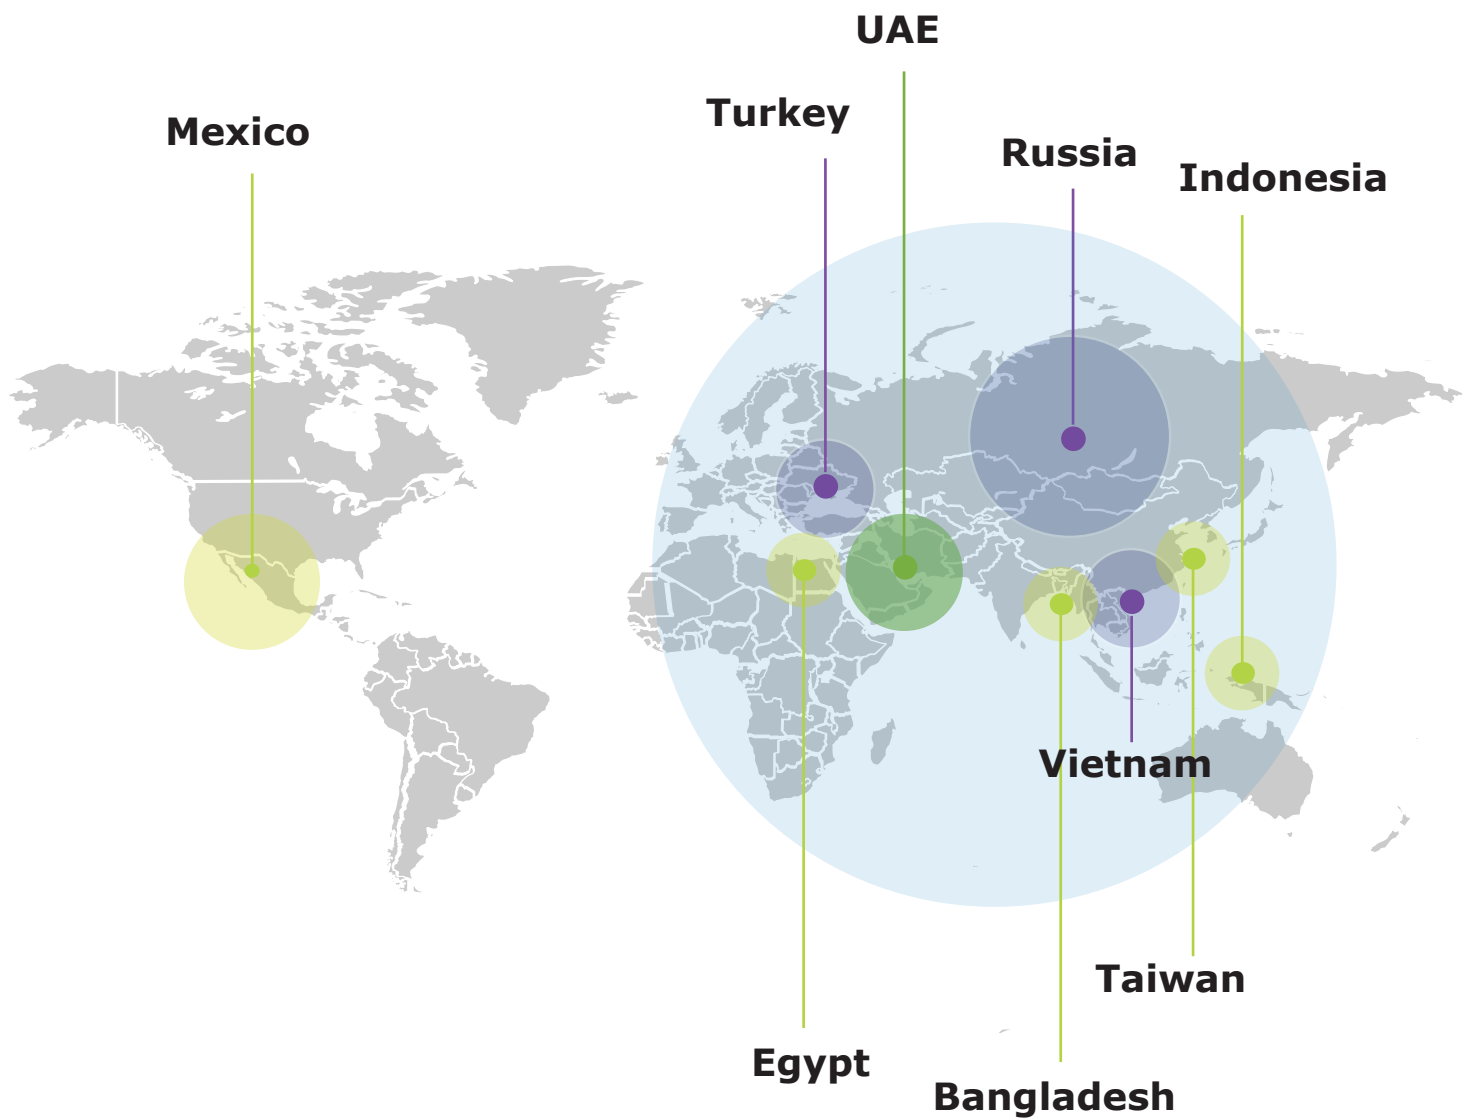 UAE
Turkey
Mexico
Russia
Indonesia
Vietnam
Taiwan
Egypt
Bangladesh